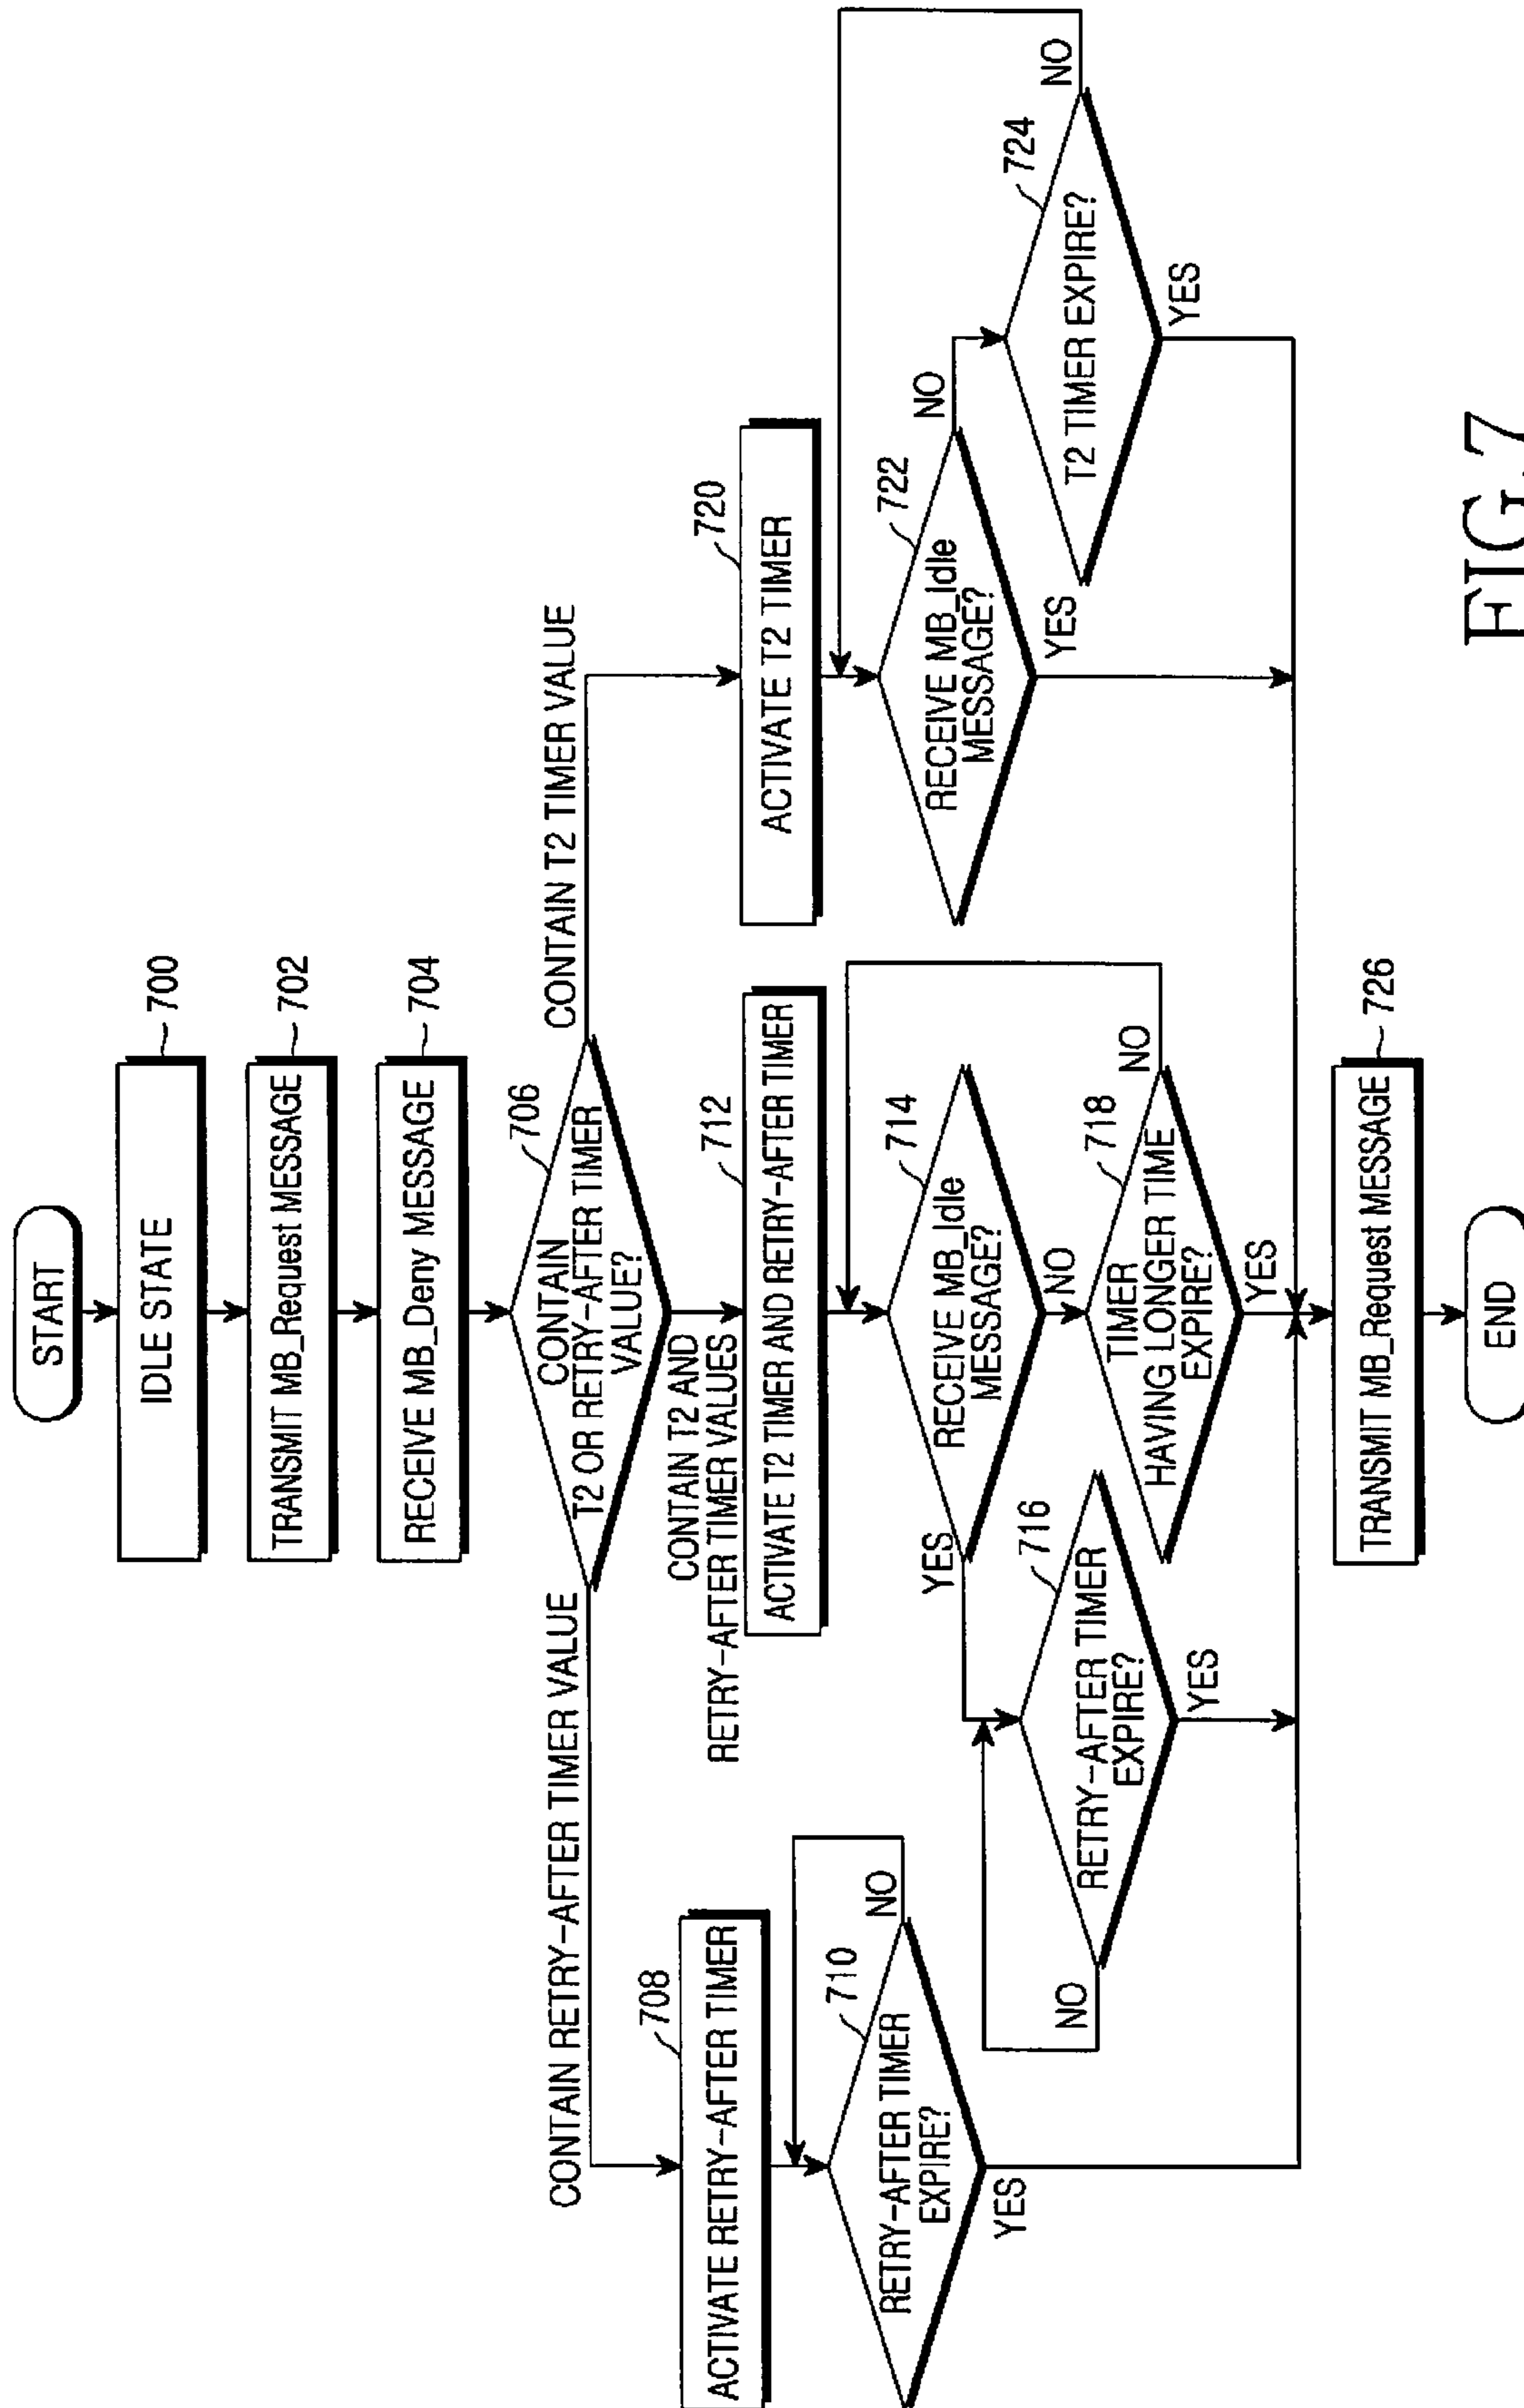 START
IDLE STATE
700
TRANSMIT MB_Request MESSAGE
702
RECEIVE MB_Deny MESSAGE
704
CONTAIN
T2 OR RETRY-AFTER TIMER
VALUE?
706
CONTAIN RETRY-AFTER TIMER VALUE
CONTAIN T2 AND
RETRY-AFTER TIMER VALUES
CONTAIN T2 TIMER VALUE
ACTIVATE RETRY-AFTER TIMER
708
RETRY-AFTER TIMER
EXPIRE?
710
NO
YES
ACTIVATE T2 TIMER AND RETRY-AFTER TIMER
712
RECEIVE MB_Idle
MESSAGE?
714
YES
NO
RETRY-AFTER TIMER
EXPIRE?
716
NO
YES
TIMER
HAVING LONGER TIME
EXPIRE?
718
NO
YES
ACTIVATE T2 TIMER
720
RECEIVE MB_Idle
MESSAGE?
722
NO
YES
T2 TIMER EXPIRE?
724
NO
YES
TRANSMIT MB_Request MESSAGE
726
END
FIG.7